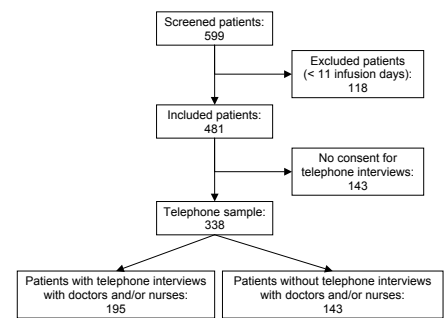 Screened patients:
599
Excluded patients
(< 11 infusion days):
118
Included patients:
481
No consent for
telephone interviews:
143
Telephone sample:
338
Patients with telephone interviews
with doctors and/or nurses:
195
Patients without telephone interviews
with doctors and/or nurses:
143